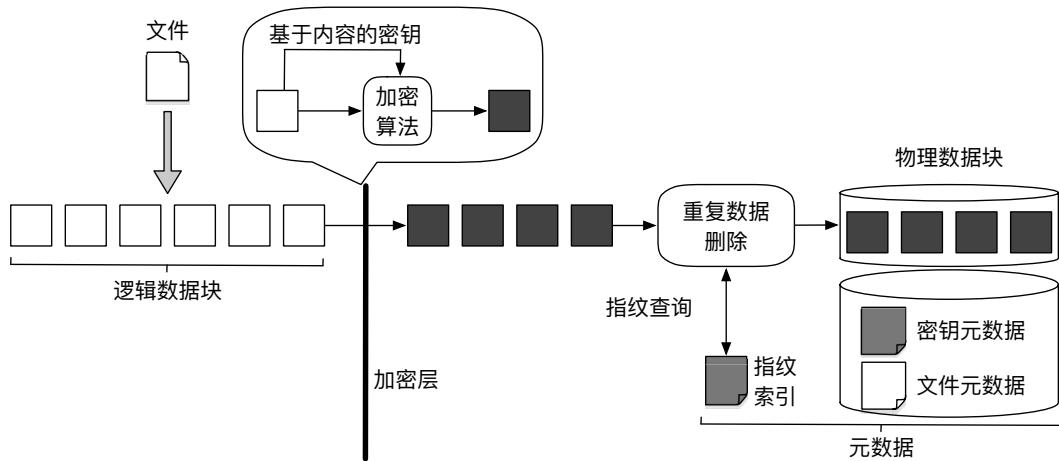 文件
基于内容的密钥
加密
算法
物理数据块
重复数据
删除
逻辑数据块
指纹查询
加密层
指纹
索引
密钥元数据
文件元数据
元数据